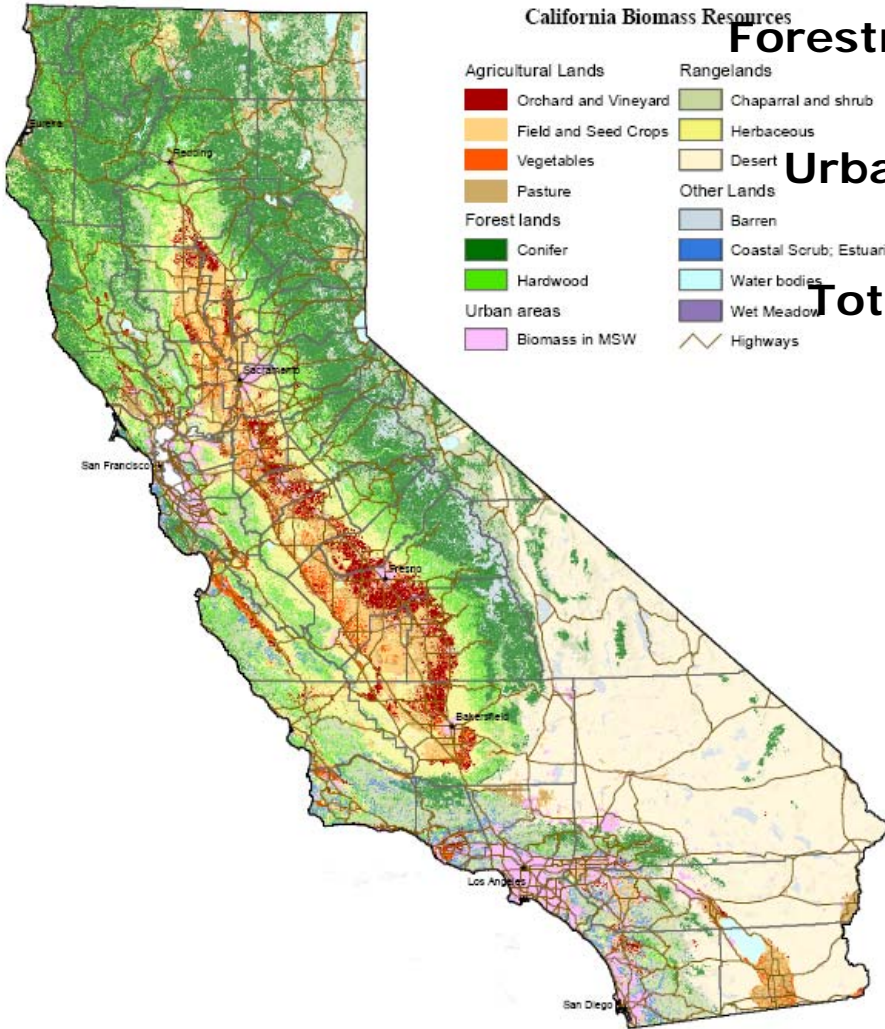 California Biomass Resources
Forestr
Agricultural Lands
Orchard and Vineyard
Field and Seed Crops
Vegetables
Pasture
Forest lands
Conifer
Hardwood
Urban areas
Biomass in MSW
Rangelands
Chaparral and shrub
Herbaceous
Desert
Urba
Other Lands
Barren
Coastal Scrub; Estuari
Water bodies
Wet Meadow
Tot
Highways
Eureka
Redding
Sacramento
San Francisco
Fresno
Bakersfield
Los Angeles
San Diego